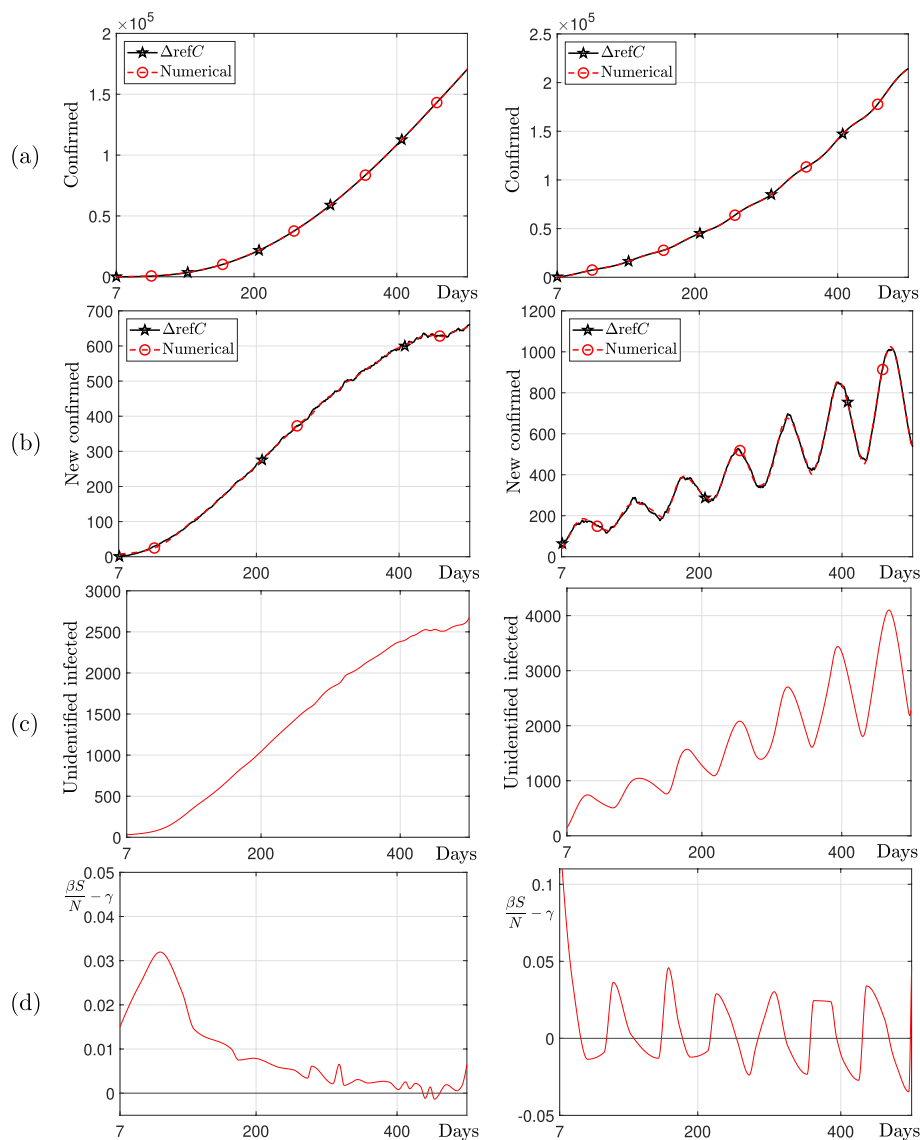 ×10⁵
2
1.5
1
0.5
0
Confirmed
ΔrefC
Numerical
7
200
400
Days
×10⁵
2.5
2
1.5
1
0.5
0
Confirmed
ΔrefC
Numerical
7
200
400
Days
(a)
700
600
500
400
300
200
100
0
New confirmed
ΔrefC
Numerical
7
200
400
Days
1200
1000
800
600
400
200
0
New confirmed
ΔrefC
Numerical
7
200
400
Days
(b)
3000
2500
2000
1500
1000
500
0
Unidentified infected
7
200
400
Days
4000
3000
2000
1000
0
Unidentified infected
7
200
400
Days
(c)
0.05
0.04
0.03
0.02
0.01
0
βS/N − γ
7
200
400
Days
0.1
0.05
0
-0.05
βS/N − γ
7
200
400
Days
(d)